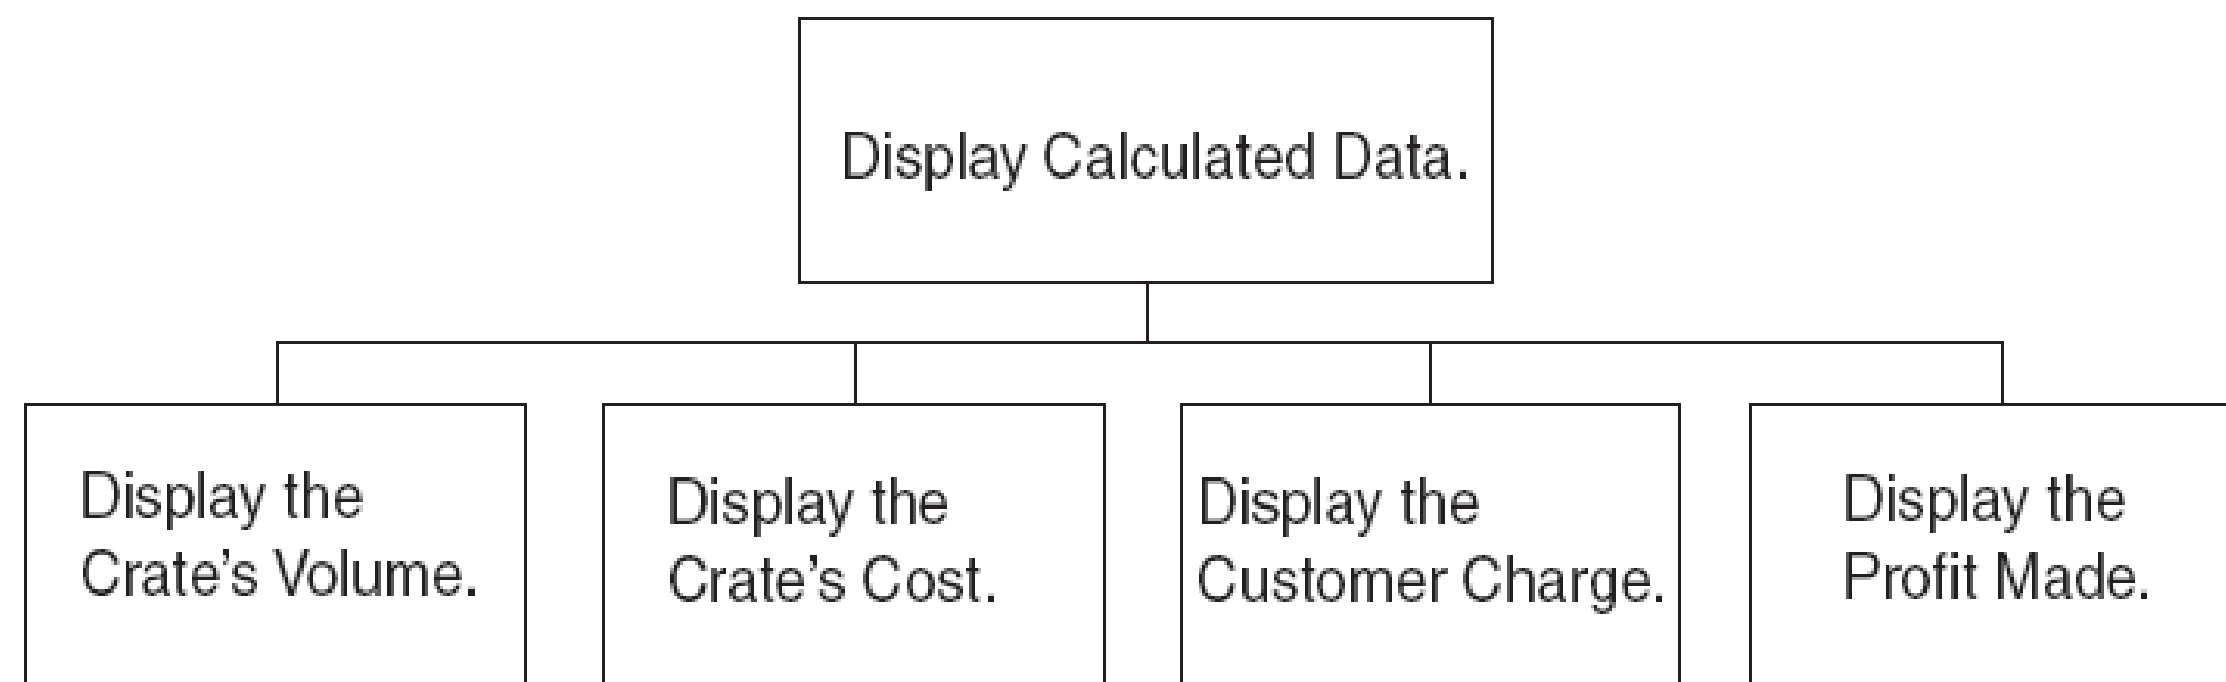 Display Calculated Data.
Display the
Crate’s Volume.
Display the
Crate’s Cost.
Display the
Customer Charge.
Display the
Profit Made.